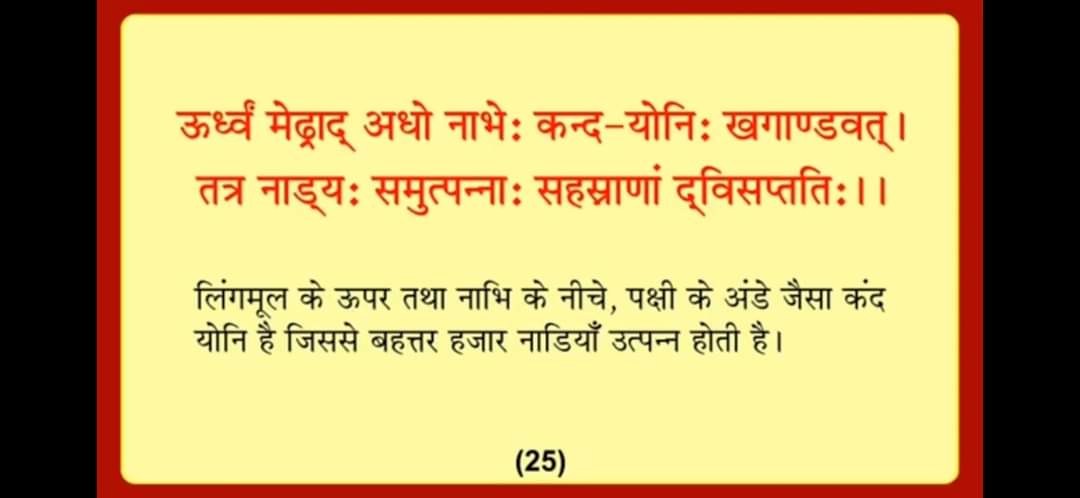 ऊर्ध्वं मेढ्राद् अधो नाभेः कन्द-योनिः खगाण्डवत्।
तत्र नाड्यः समुत्पन्नाः सहस्राणां द्विसप्ततिः।।
लिंगमूल के ऊपर तथा नाभि के नीचे, पक्षी के अंडे जैसा कंद
योनि है जिससे बहत्तर हजार नाडियाँ उत्पन्न होती है।
(25)